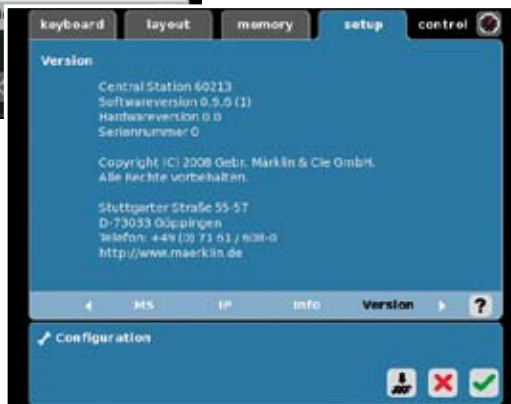 keyboard layout memory setup control
Version
Central Station 60213
Softwareversion 0.9.6 (1)
Hardwareversion 0.0
Seriennummer 0
Copyright (C) 2008 Gebr. Märklin & Cie GmbH.
Alle Rechte vorbehalten.
Stuttgarter Straße 55-57
D-73033 Göppingen
Telefon: +49 (0) 71 61 / 608-0
http://www.maerklin.de
MS IP Info Version ?
Configuration